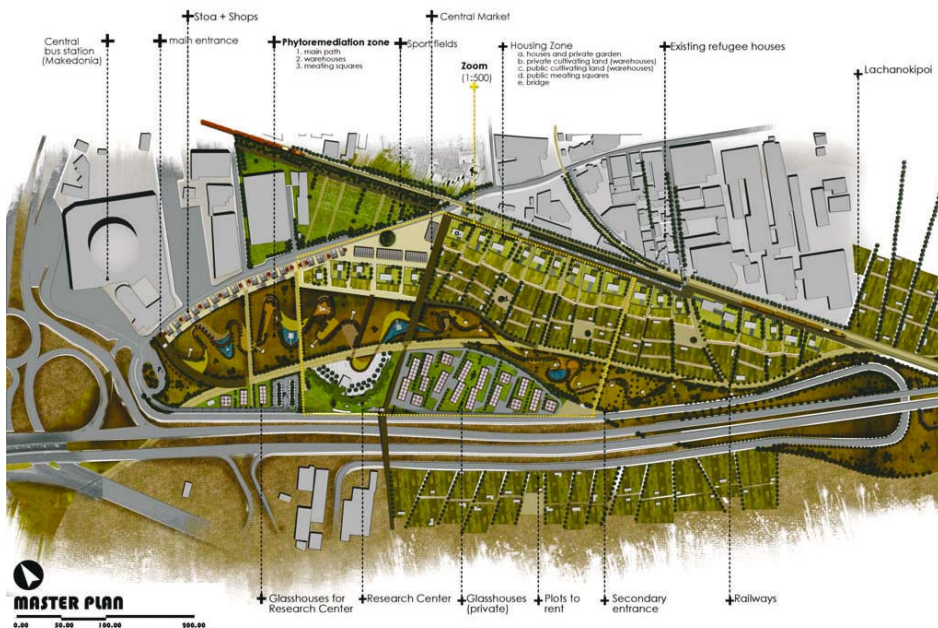 Stoa + Shops
Central Market
Central
bus station
(Makedonia)
main entrance
Phytoremediation zone
1. main path
2. warehouses
3. meating squares
Sport fields
Zoom
(1:500)
Housing Zone
a. houses and private garden
b. private cultivating land (warehouses)
c. public cultivating land (warehouses)
d. public meating squares
e. bridge
Existing refugee houses
Lachanokipoi
MASTER PLAN
0.00 50.00 100.00 200.00
Glasshouses for
Research Center
Research Center
Glasshouses
(private)
Plots to
rent
Secondary
entrance
Railways